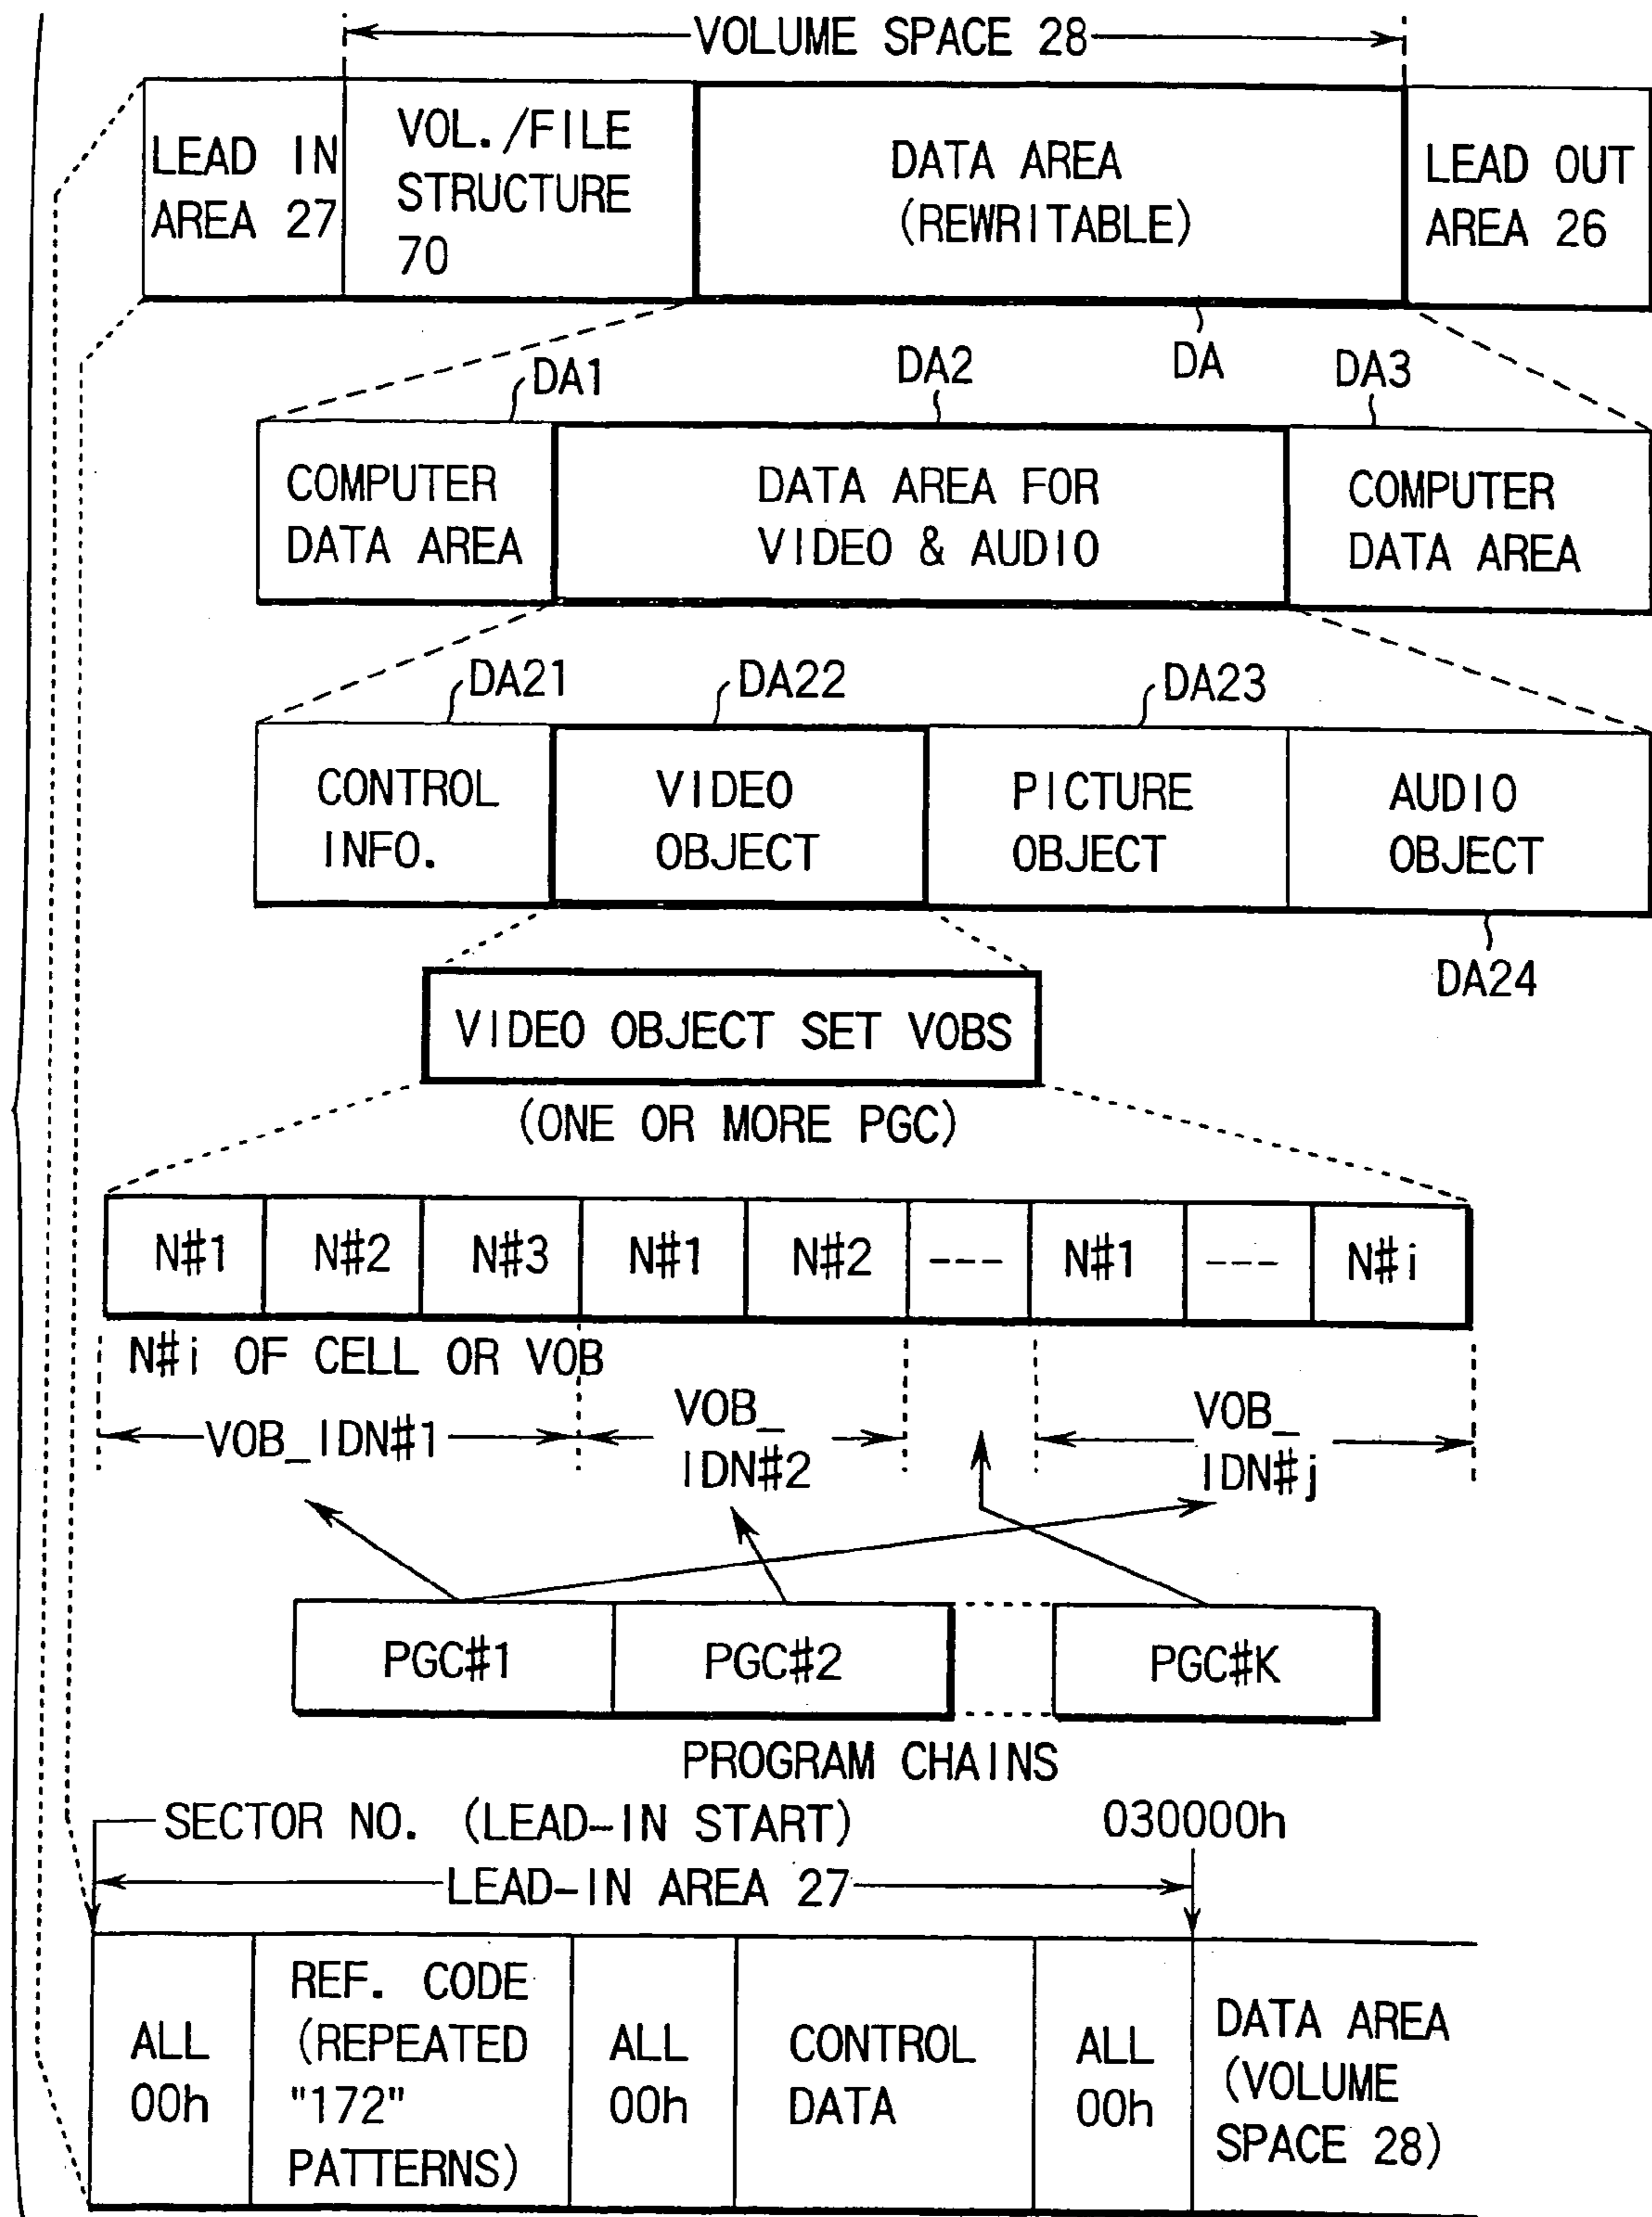 VOLUME SPACE 28
LEAD IN
AREA 27
VOL./FILE
STRUCTURE
70
DATA AREA
(REWRITABLE)
LEAD OUT
AREA 26
DA
DA1
DA2
DA3
COMPUTER
DATA AREA
DATA AREA FOR
VIDEO & AUDIO
COMPUTER
DATA AREA
DA21
DA22
DA23
CONTROL
INFO.
VIDEO
OBJECT
PICTURE
OBJECT
AUDIO
OBJECT
DA24
VIDEO OBJECT SET VOBS
(ONE OR MORE PGC)
N#1 N#2 N#3 N#1 N#2 --- N#1 --- N#i
N#i OF CELL OR VOB
VOB_IDN#1
VOB_
IDN#2
VOB_
IDN#j
PGC#1 PGC#2 PGC#K
PROGRAM CHAINS
SECTOR NO. (LEAD-IN START)
030000h
LEAD-IN AREA 27
ALL
00h
REF. CODE
(REPEATED
"172"
PATTERNS)
ALL
00h
CONTROL
DATA
ALL
00h
DATA AREA
(VOLUME
SPACE 28)